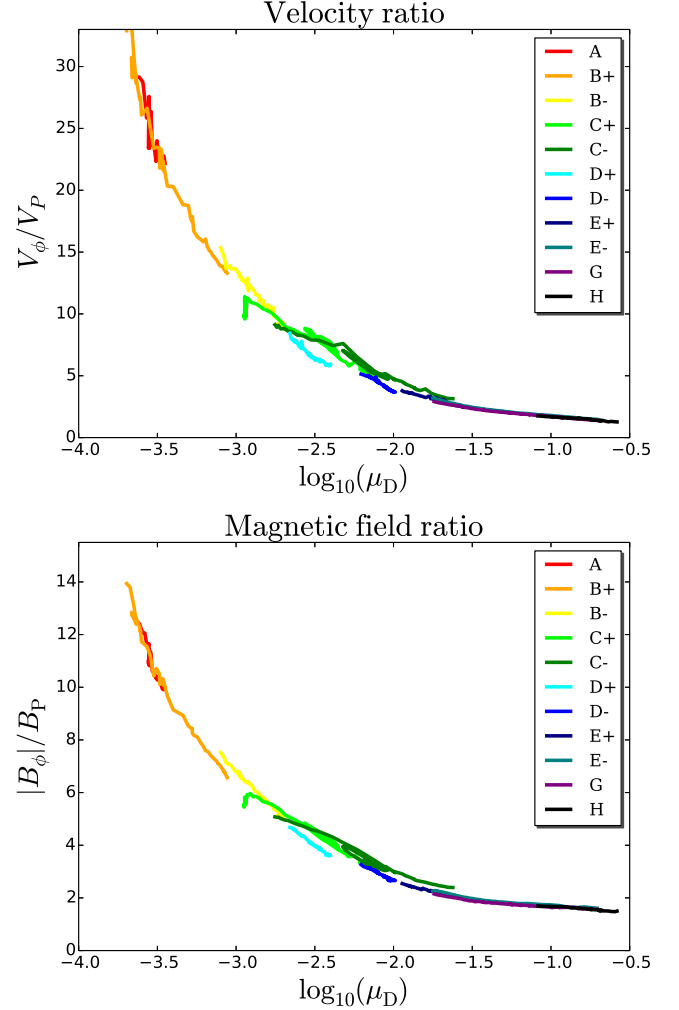 Velocity ratio
V_ϕ/V_P
30
25
20
15
10
5
0
−4.0 −3.5 −3.0 −2.5 −2.0 −1.5 −1.0 −0.5
log₁₀(μ_D)
A
B+
B-
C+
C-
D+
D-
E+
E-
G
H
Magnetic field ratio
|B_ϕ|/B_P
14
12
10
8
6
4
2
0
−4.0 −3.5 −3.0 −2.5 −2.0 −1.5 −1.0 −0.5
log₁₀(μ_D)
A
B+
B-
C+
C-
D+
D-
E+
E-
G
H